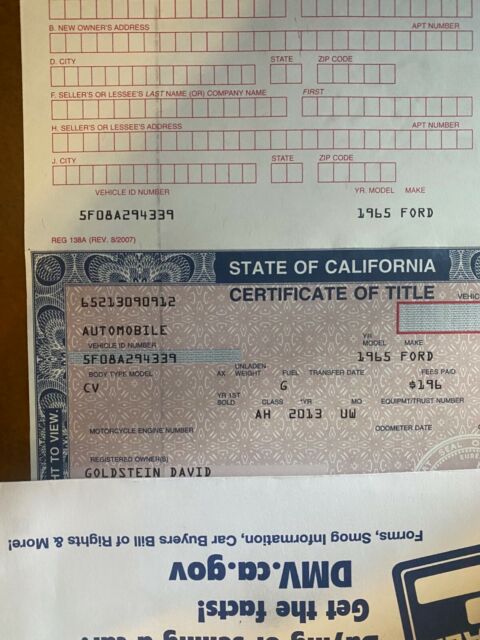 B. NEW OWNER'S ADDRESS APT NUMBER
D. CITY STATE ZIP CODE
F. SELLER'S OR LESSEE'S LAST NAME (OR) COMPANY NAME FIRST
H. SELLER'S OR LESSEE'S ADDRESS APT NUMBER
J. CITY STATE ZIP CODE
VEHICLE ID NUMBER YR. MODEL MAKE
5F08A294339 1965 FORD
REG 138A (REV. 8/2007)
STATE OF CALIFORNIA
CERTIFICATE OF TITLE
65213090912 VEHIC
AUTOMOBILE
VEHICLE ID NUMBER YR MODEL MAKE
5F08A294339 1965 FORD
BODY TYPE MODEL AX UNLADEN WEIGHT FUEL TRANSFER DATE FEES PAID
CV G $196
YR 1ST SOLD CLASS *YR MO EQUIPMT/TRUST NUMBER
AH 2013 UW
MOTORCYCLE ENGINE NUMBER ODOMETER DATE
REGISTERED OWNER(S)
GOLDSTEIN DAVID
HT TO VIEW.
SEAL
Forms, Smog Information, Car Buyers Bill of Rights & More!
DMV.ca.gov
Get the facts!